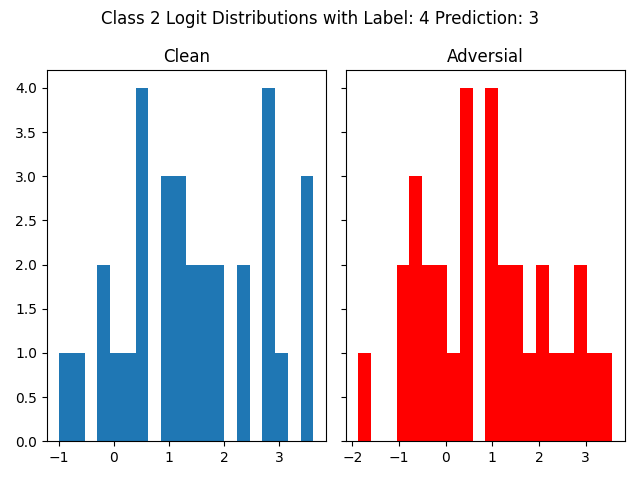 Class 2 Logit Distributions with Label: 4 Prediction: 3
Clean
Adversial
4.0
3.5
3.0
2.5
2.0
1.5
1.0
0.5
0.0
−1 0 1 2 3
−2 −1 0 1 2 3